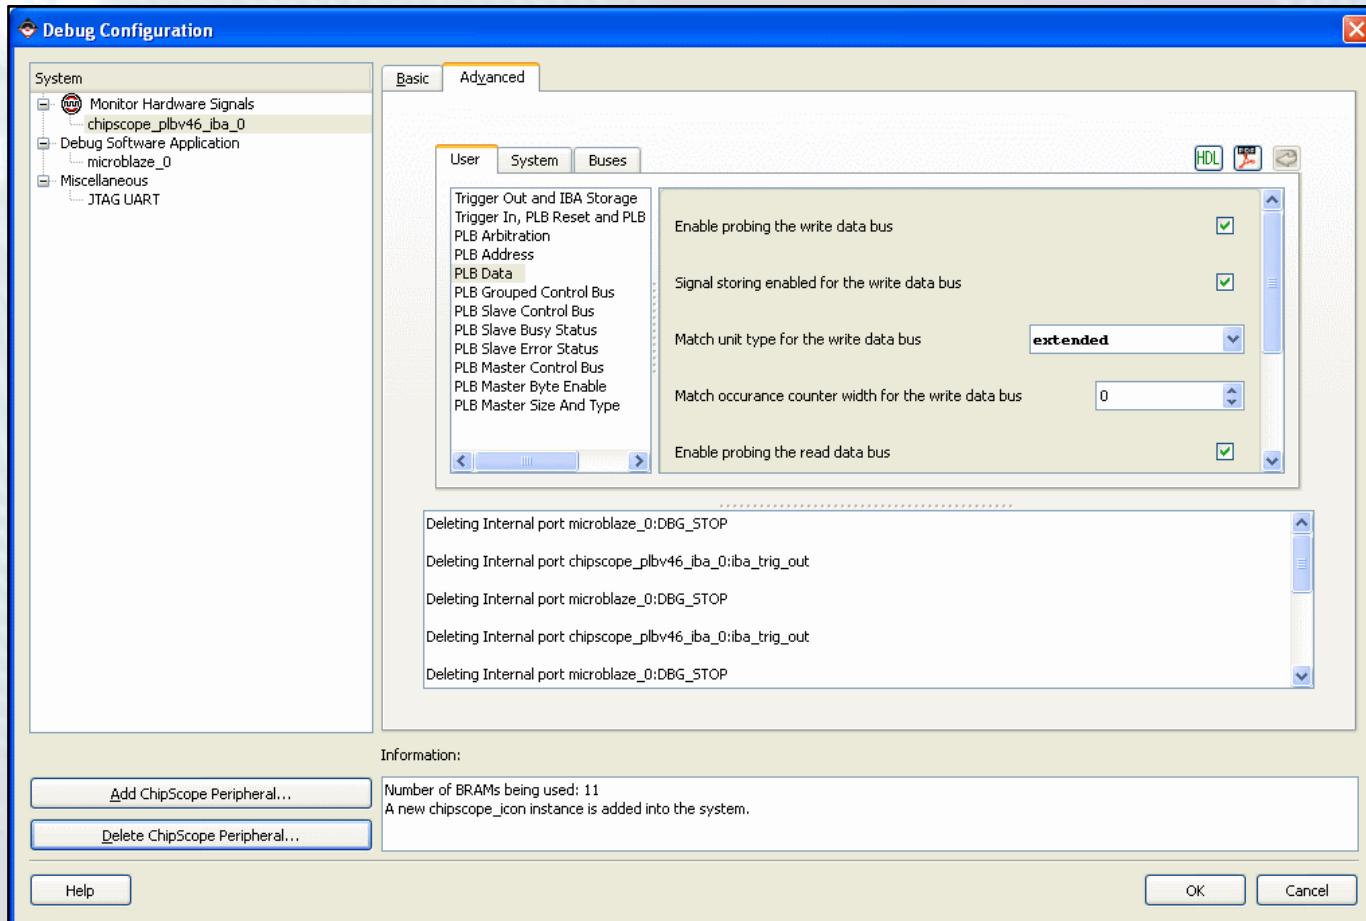 Debug Configuration
System
Monitor Hardware Signals
chipscope_plbv46_iba_0
Debug Software Application
microblaze_0
Miscellaneous
JTAG UART
Basic
Advanced
User
System
Buses
HDL
Trigger Out and IBA Storage
Trigger In, PLB Reset and PLB
PLB Arbitration
PLB Address
PLB Data
PLB Grouped Control Bus
PLB Slave Control Bus
PLB Slave Busy Status
PLB Slave Error Status
PLB Master Control Bus
PLB Master Byte Enable
PLB Master Size And Type
Enable probing the write data bus
Signal storing enabled for the write data bus
Match unit type for the write data bus extended
Match occurance counter width for the write data bus 0
Enable probing the read data bus
Deleting Internal port microblaze_0:DBG_STOP
Deleting Internal port chipscope_plbv46_iba_0:iba_trig_out
Deleting Internal port microblaze_0:DBG_STOP
Deleting Internal port chipscope_plbv46_iba_0:iba_trig_out
Deleting Internal port microblaze_0:DBG_STOP
Information:
Number of BRAMs being used: 11
A new chipscope_icon instance is added into the system.
Add ChipScope Peripheral...
Delete ChipScope Peripheral...
Help
OK
Cancel